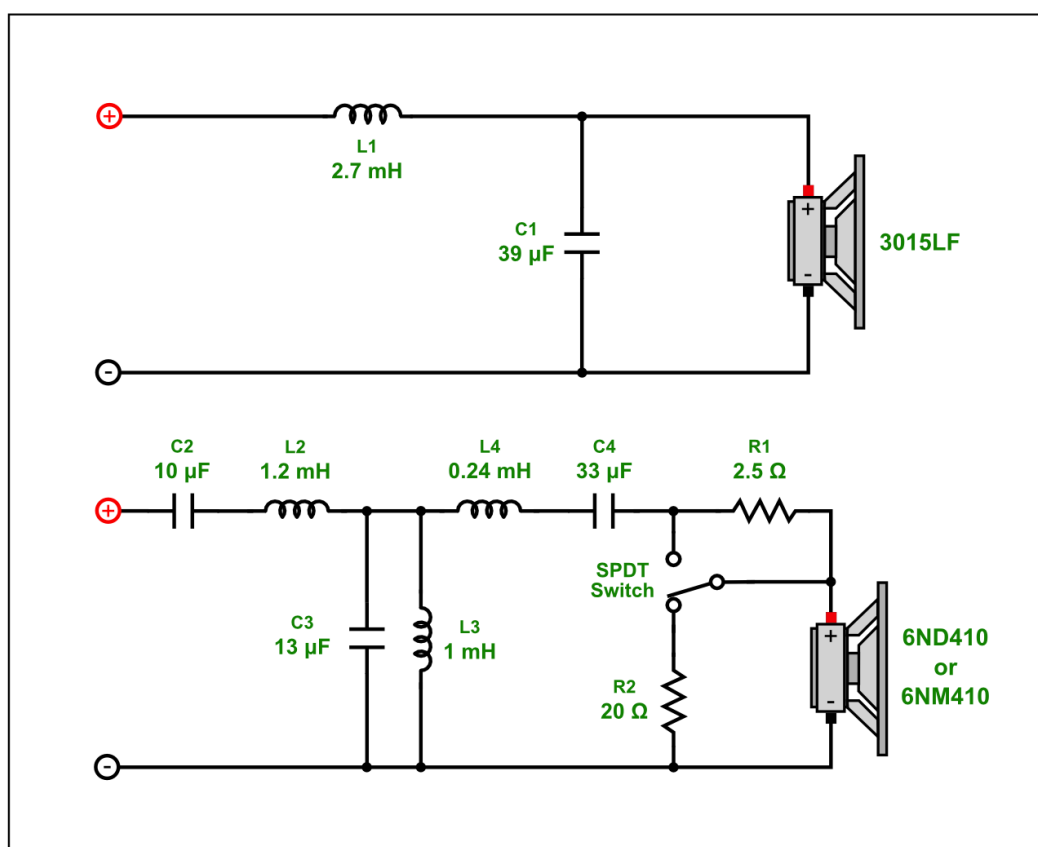 +
L1
2.7 mH
C1
39 µF
+
-
3015LF
-
C2
10 µF
L2
1.2 mH
L4
0.24 mH
C4
33 µF
R1
2.5 Ω
+
SPDT
Switch
C3
13 µF
L3
1 mH
R2
20 Ω
+
-
6ND410
or
6NM410
-